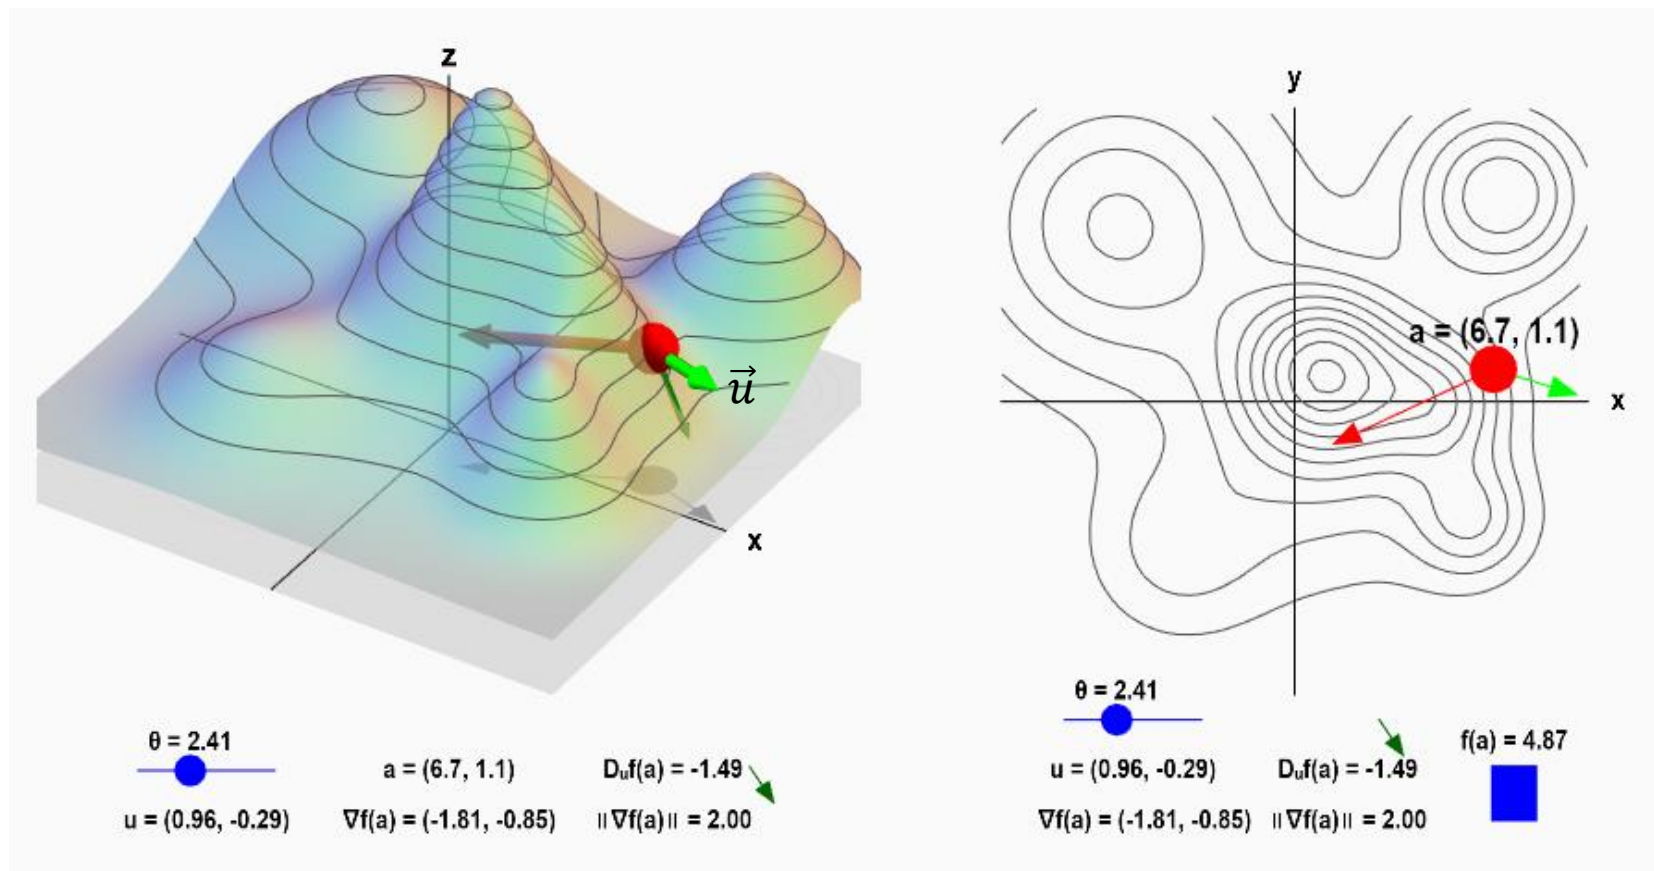 z
u⃗
x
θ = 2.41
a = (6.7, 1.1)
Dᵤf(a) = -1.49
u = (0.96, -0.29)
∇f(a) = (-1.81, -0.85)
॥∇f(a)॥ = 2.00
y
a = (6.7, 1.1)
x
θ = 2.41
f(a) = 4.87
u = (0.96, -0.29)
Dᵤf(a) = -1.49
∇f(a) = (-1.81, -0.85)
॥∇f(a)॥ = 2.00